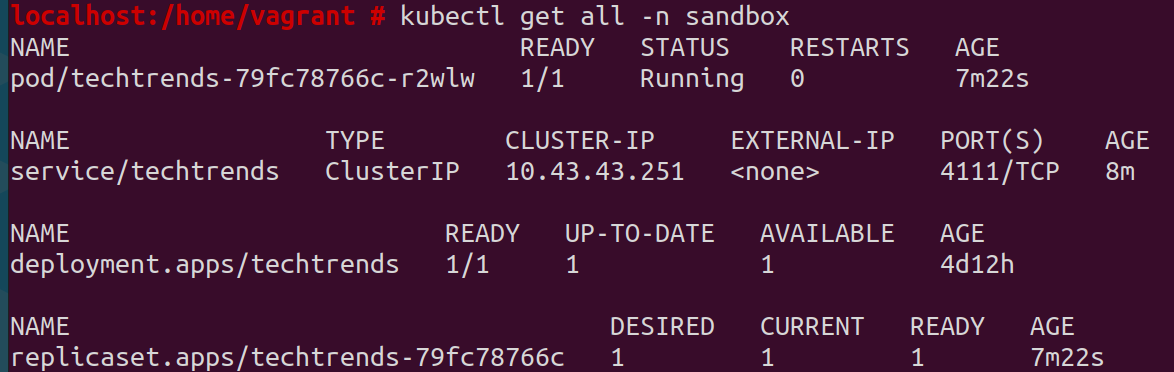 localhost:/home/vagrant # kubectl get all -n sandbox
NAME READY STATUS RESTARTS AGE
pod/techtrends-79fc78766c-r2wlw 1/1 Running 0 7m22s
NAME TYPE CLUSTER-IP EXTERNAL-IP PORT(S) AGE
service/techtrends ClusterIP 10.43.43.251 <none> 4111/TCP 8m
NAME READY UP-TO-DATE AVAILABLE AGE
deployment.apps/techtrends 1/1 1 1 4d12h
NAME DESIRED CURRENT READY AGE
replicaset.apps/techtrends-79fc78766c 1 1 1 7m22s